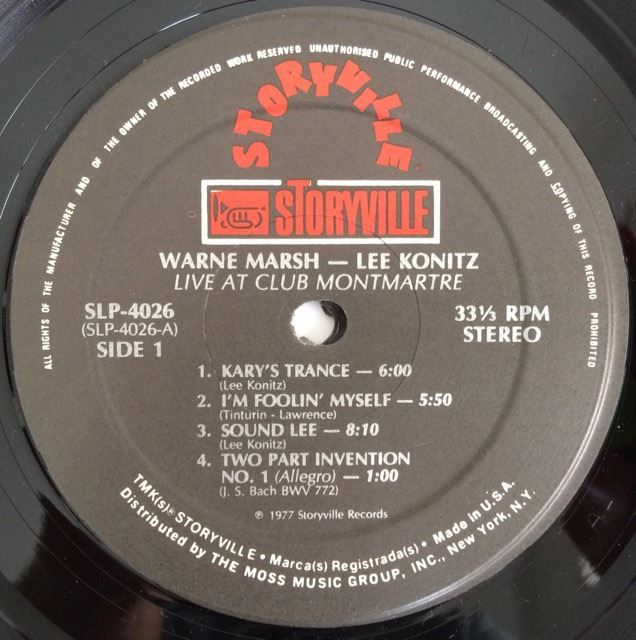 ALL RIGHTS OF THE MANUFACTURER AND OF THE OWNER OF THE RECORDED WORK RESERVED UNAUTHORISED PUBLIC PERFORMANCE BROADCASTING AND COPYING OF THIS RECORD PROHIBITED
STORYVILLE
STORYVILLE
WARNE MARSH — LEE KONITZ
LIVE AT CLUB MONTMARTRE
SLP-4026
(SLP-4026-A)
SIDE 1
33⅓ RPM
STEREO
1. KARY'S TRANCE — 6:00
(Lee Konitz)
2. I'M FOOLIN' MYSELF — 5:50
(Tinturin - Lawrence)
3. SOUND LEE — 8:10
(Lee Konitz)
4. TWO PART INVENTION
NO. 1 (Allegro) — 1:00
(J. S. Bach BWV 772)
℗ 1977 Storyville Records
TMK(s)® STORYVILLE • Marca(s) Registrada(s) • Made in U.S.A.
Distributed by THE MOSS MUSIC GROUP, INC., New York, N.Y.